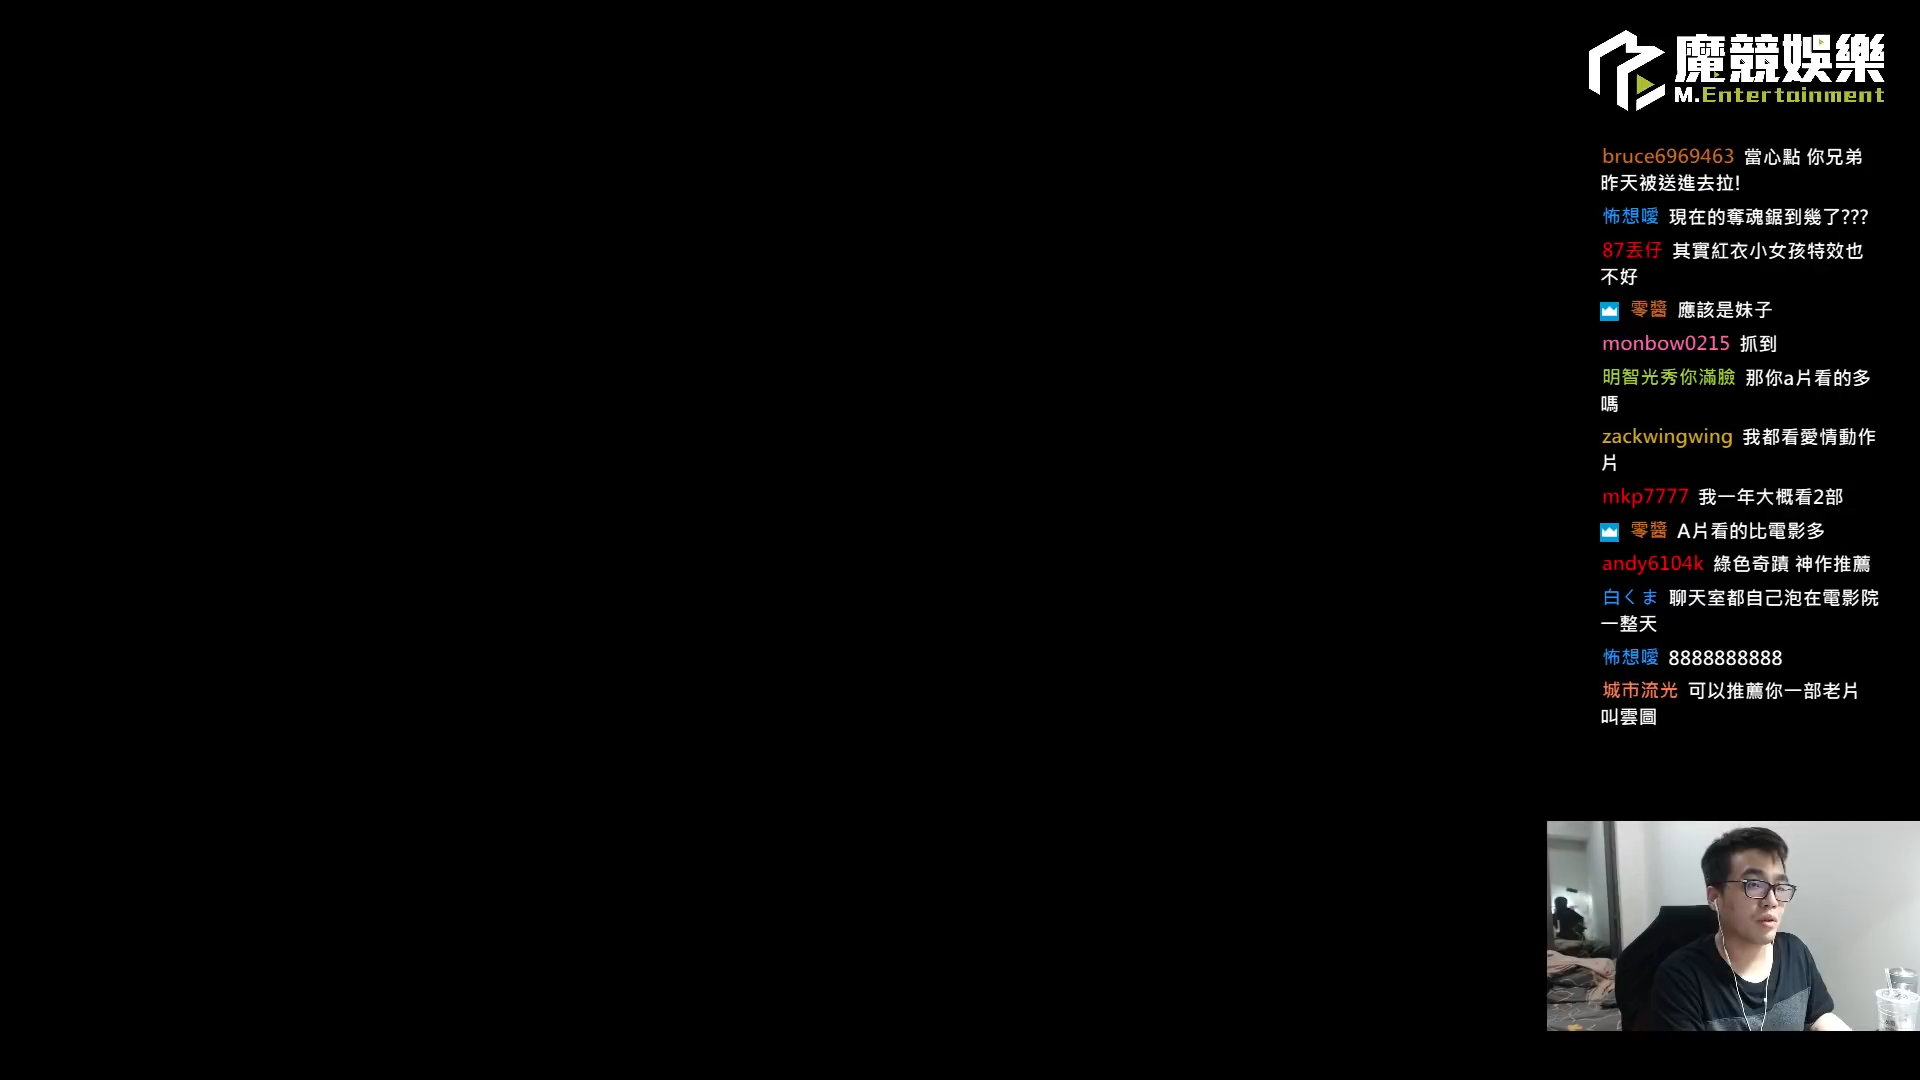 魔競娛樂
M.Entertainment
bruce6969463 當心點 你兄弟
昨天被送進去拉!
怖想噯 現在的奪魂鋸到幾了???
87丟仔 其實紅衣小女孩特效也
不好
零醬 應該是妹子
monbow0215 抓到
明智光秀你滿臉 那你a片看的多
嗎
zackwingwing 我都看愛情動作
片
mkp7777 我一年大概看2部
零醬 A片看的比電影多
andy6104k 綠色奇蹟 神作推薦
白くま 聊天室都自己泡在電影院
一整天
怖想噯 8888888888
城市流光 可以推薦你一部老片
叫雲圖